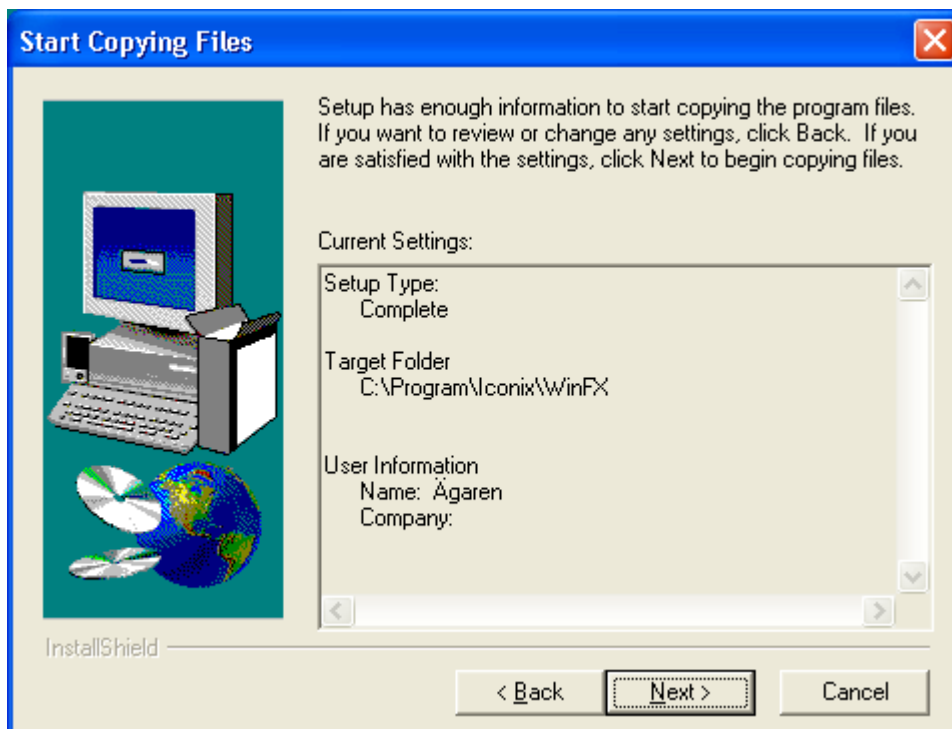 Start Copying Files
Setup has enough information to start copying the program files.
If you want to review or change any settings, click Back.  If you
are satisfied with the settings, click Next to begin copying files.
Current Settings:
Setup Type:
Complete
Target Folder
C:\Program\Iconix\WinFX
User Information
Name:  Ägaren
Company:
InstallShield
< Back
Next >
Cancel